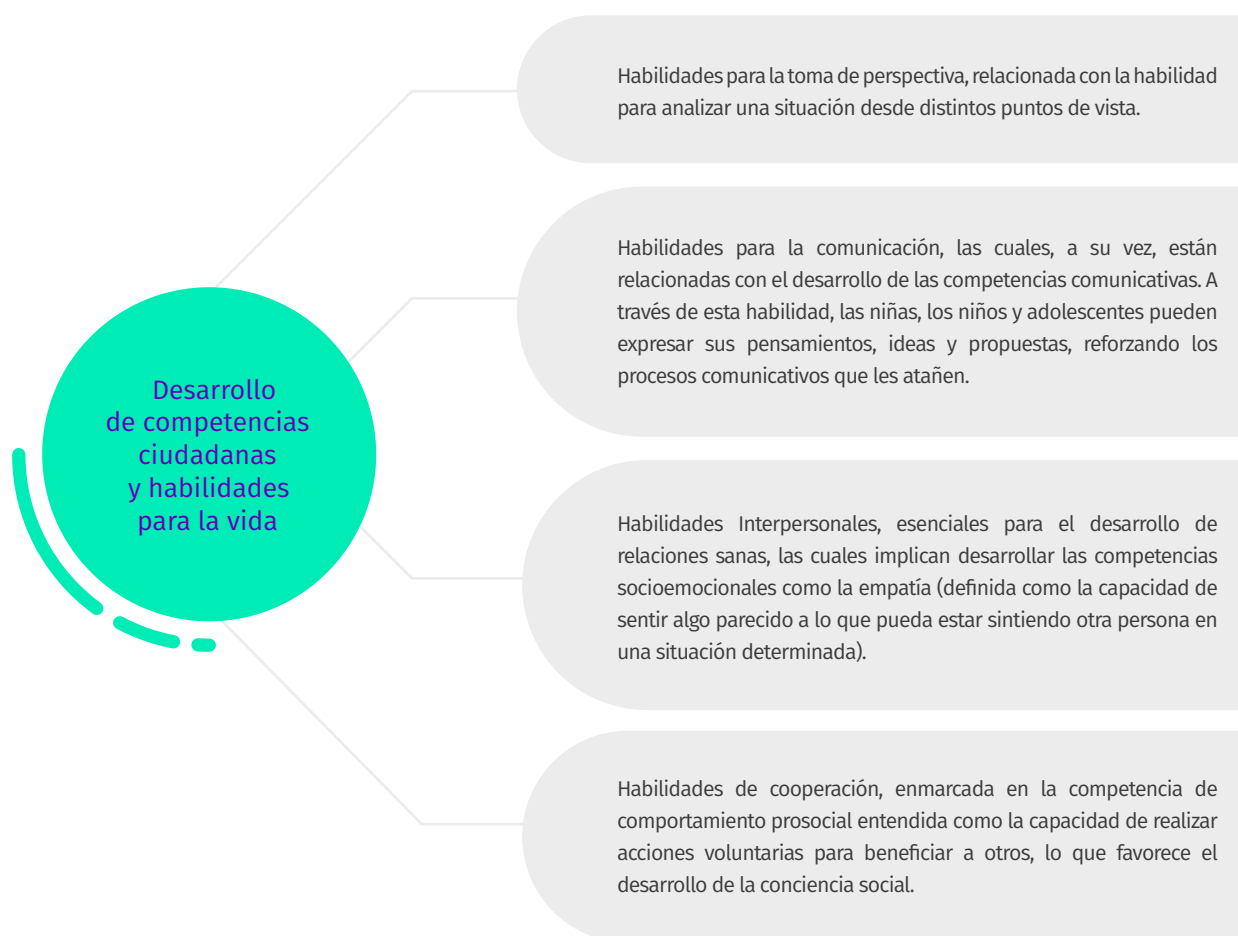 Desarrollo
de competencias
ciudadanas
y habilidades
para la vida
Habilidades para la toma de perspectiva, relacionada con la habilidad
para analizar una situación desde distintos puntos de vista.
Habilidades para la comunicación, las cuales, a su vez, están
relacionadas con el desarrollo de las competencias comunicativas. A
través de esta habilidad, las niñas, los niños y adolescentes pueden
expresar sus pensamientos, ideas y propuestas, reforzando los
procesos comunicativos que les atañen.
Habilidades Interpersonales, esenciales para el desarrollo de
relaciones sanas, las cuales implican desarrollar las competencias
socioemocionales como la empatía (definida como la capacidad de
sentir algo parecido a lo que pueda estar sintiendo otra persona en
una situación determinada).
Habilidades de cooperación, enmarcada en la competencia de
comportamiento prosocial entendida como la capacidad de realizar
acciones voluntarias para beneficiar a otros, lo que favorece el
desarrollo de la conciencia social.